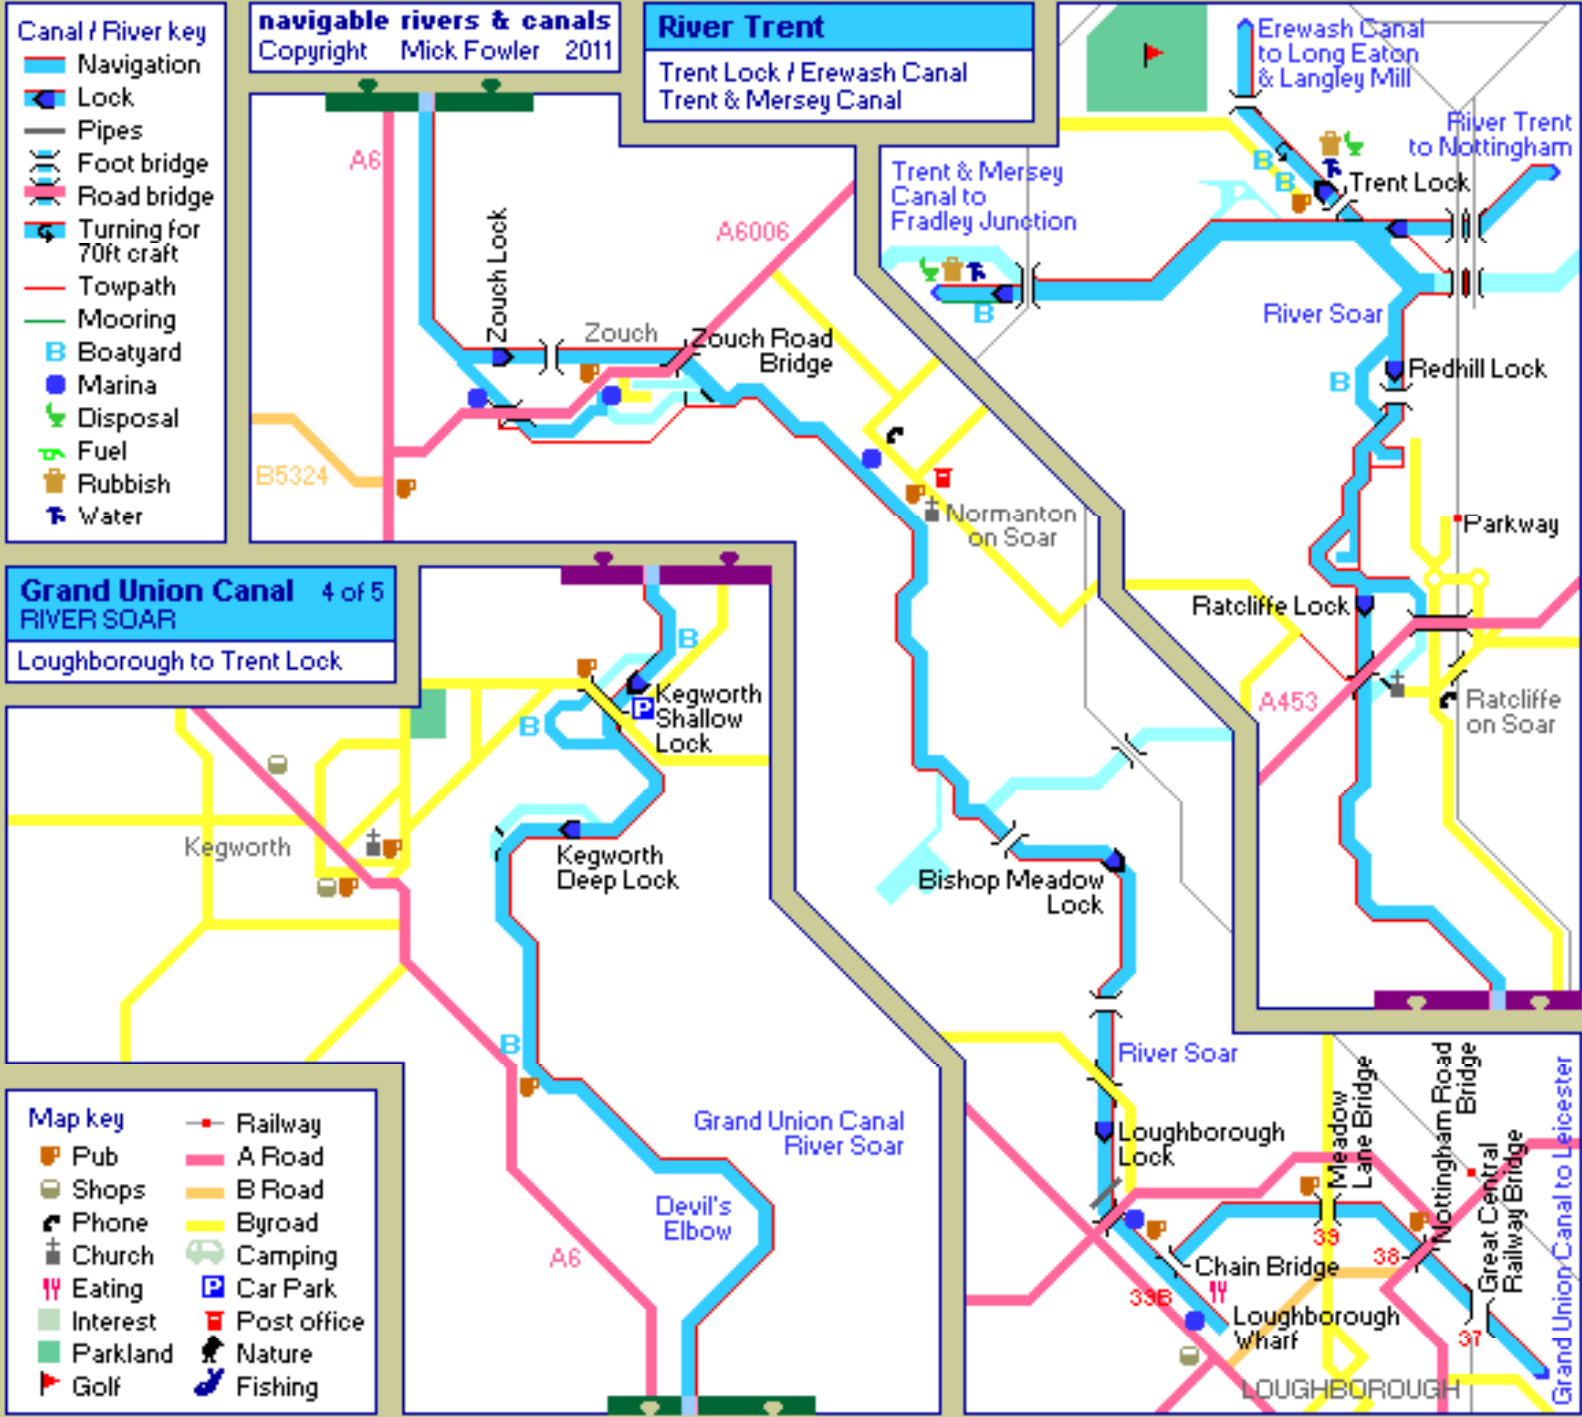 Canal / River key
Navigation
Lock
Pipes
Foot bridge
Road bridge
Turning for
70ft craft
Towpath
Mooring
B Boatyard
Marina
Disposal
Fuel
Rubbish
Water
navigable rivers & canals
Copyright Mick Fowler 2011
River Trent
Trent Lock / Erewash Canal
Trent & Mersey Canal
A6
Zouch Lock
A6006
Zouch
Zouch Road
Bridge
B5324
Normanton
on Soar
Trent & Mersey
Canal to
Fradley Junction
B
Erewash Canal
to Long Eaton
& Langley Mill
River Trent
to Nottingham
B
B
Trent Lock
River Soar
B
Redhill Lock
Parkway
Ratcliffe Lock
A453
Ratcliffe
on Soar
Grand Union Canal 4 of 5
RIVER SOAR
Loughborough to Trent Lock
B
Kegworth
Shallow
Lock
P
B
Kegworth
Kegworth
Deep Lock
B
Grand Union Canal
River Soar
Devil's
Elbow
A6
Bishop Meadow
Lock
River Soar
Loughborough
Lock
Meadow
Lane Bridge
Nottingham Road
Bridge
Great Central
Railway Bridge
Grand Union Canal to Leicester
39
38
Chain Bridge
39B
37
Loughborough
Wharf
LOUGHBOROUGH
Map key
Pub
Shops
Phone
Church
Eating
Interest
Parkland
Golf
Railway
A Road
B Road
Byroad
Camping
P Car Park
Post office
Nature
Fishing